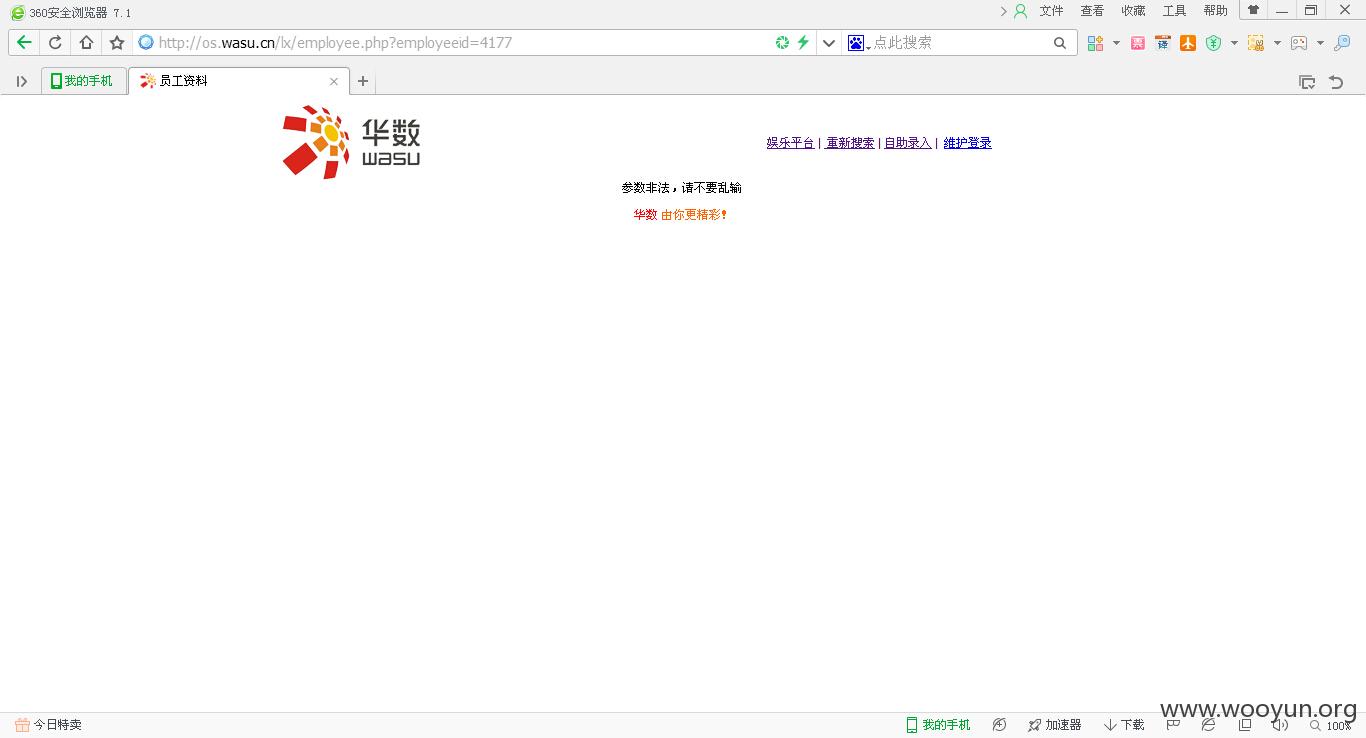 360安全浏览器 7.1
文件 查看 收藏 工具 帮助
http://os.wasu.cn/lx/employee.php?employeeid=4177
点此搜索
译
我的手机
员工资料
华数
wasu
娱乐平台 | 重新搜索 | 自助录入 | 维护登录
参数非法，请不要乱输
华数 由你更精彩！
www.wooyun.org
今日特卖
我的手机 加速器 下载 100%